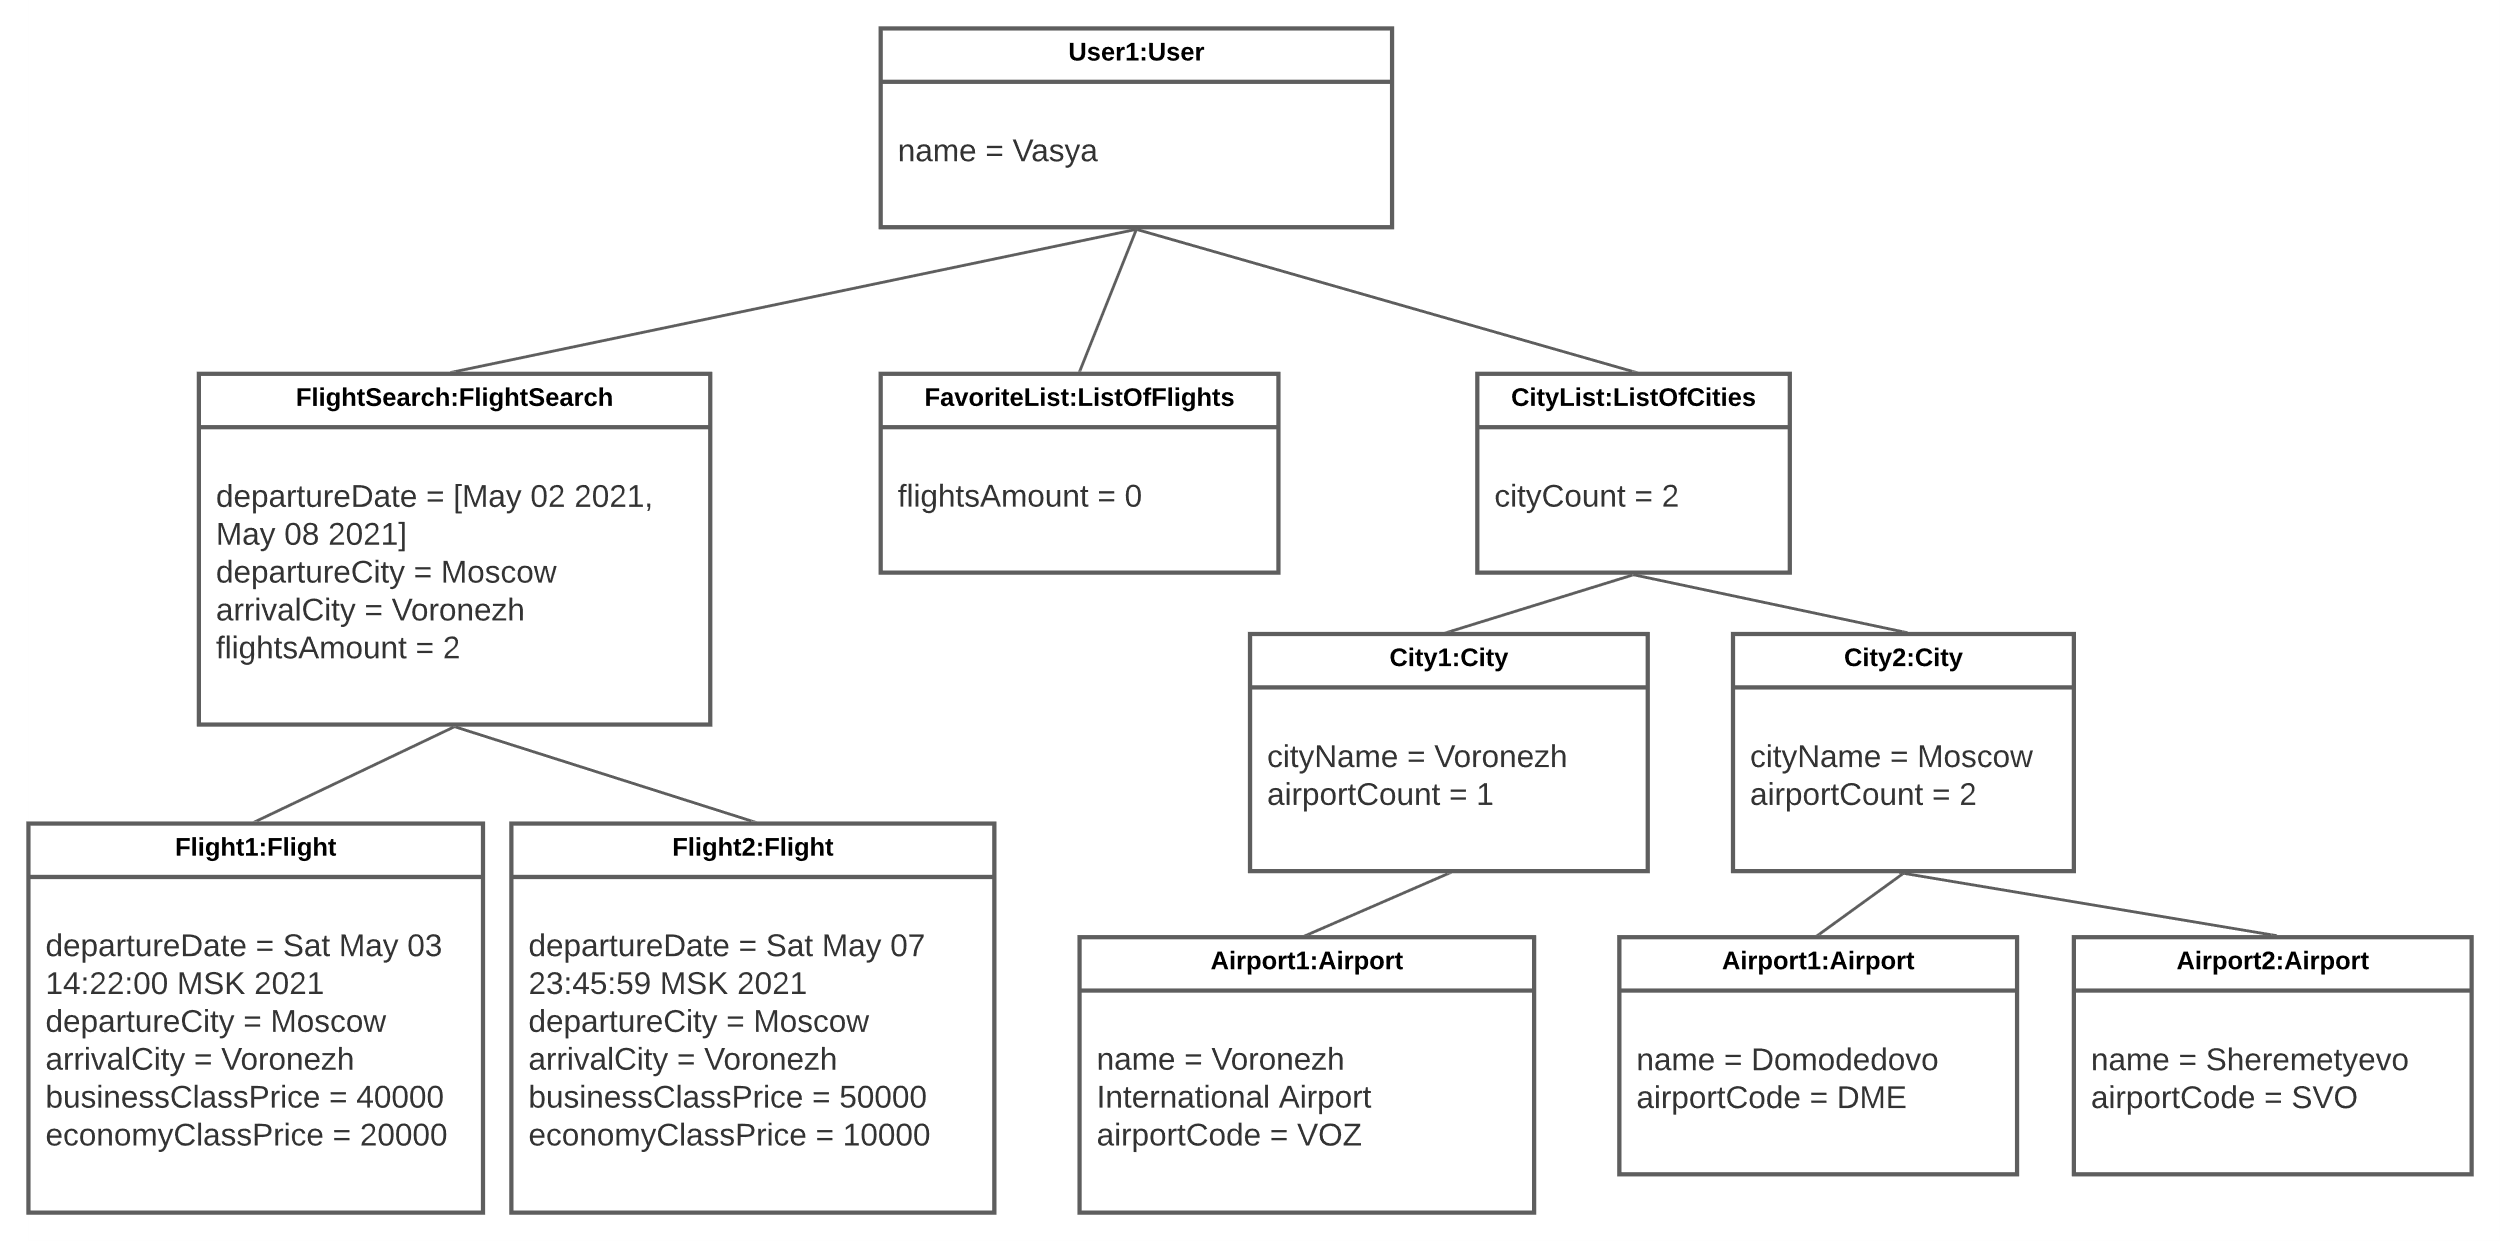 User1:User
name = Vasya
FlightSearch:FlightSearch
departureDate = [May 02 2021,
May 08 2021]
departureCity = Moscow
arrivalCity = Voronezh
flightsAmount = 2
FavoriteList:ListOfFlights
flightsAmount = 0
CityList:ListOfCities
cityCount = 2
City1:City
cityName = Voronezh
airportCount = 1
City2:City
cityName = Moscow
airportCount = 2
Flight1:Flight
departureDate = Sat May 03
14:22:00 MSK 2021
departureCity = Moscow
arrivalCity = Voronezh
businessClassPrice = 40000
economyClassPrice = 20000
Flight2:Flight
departureDate = Sat May 07
23:45:59 MSK 2021
departureCity = Moscow
arrivalCity = Voronezh
businessClassPrice = 50000
economyClassPrice = 10000
Airport1:Airport
name = Voronezh
International Airport
airportCode = VOZ
Airport1:Airport
name = Domodedovo
airportCode = DME
Airport2:Airport
name = Sheremetyevo
airportCode = SVO